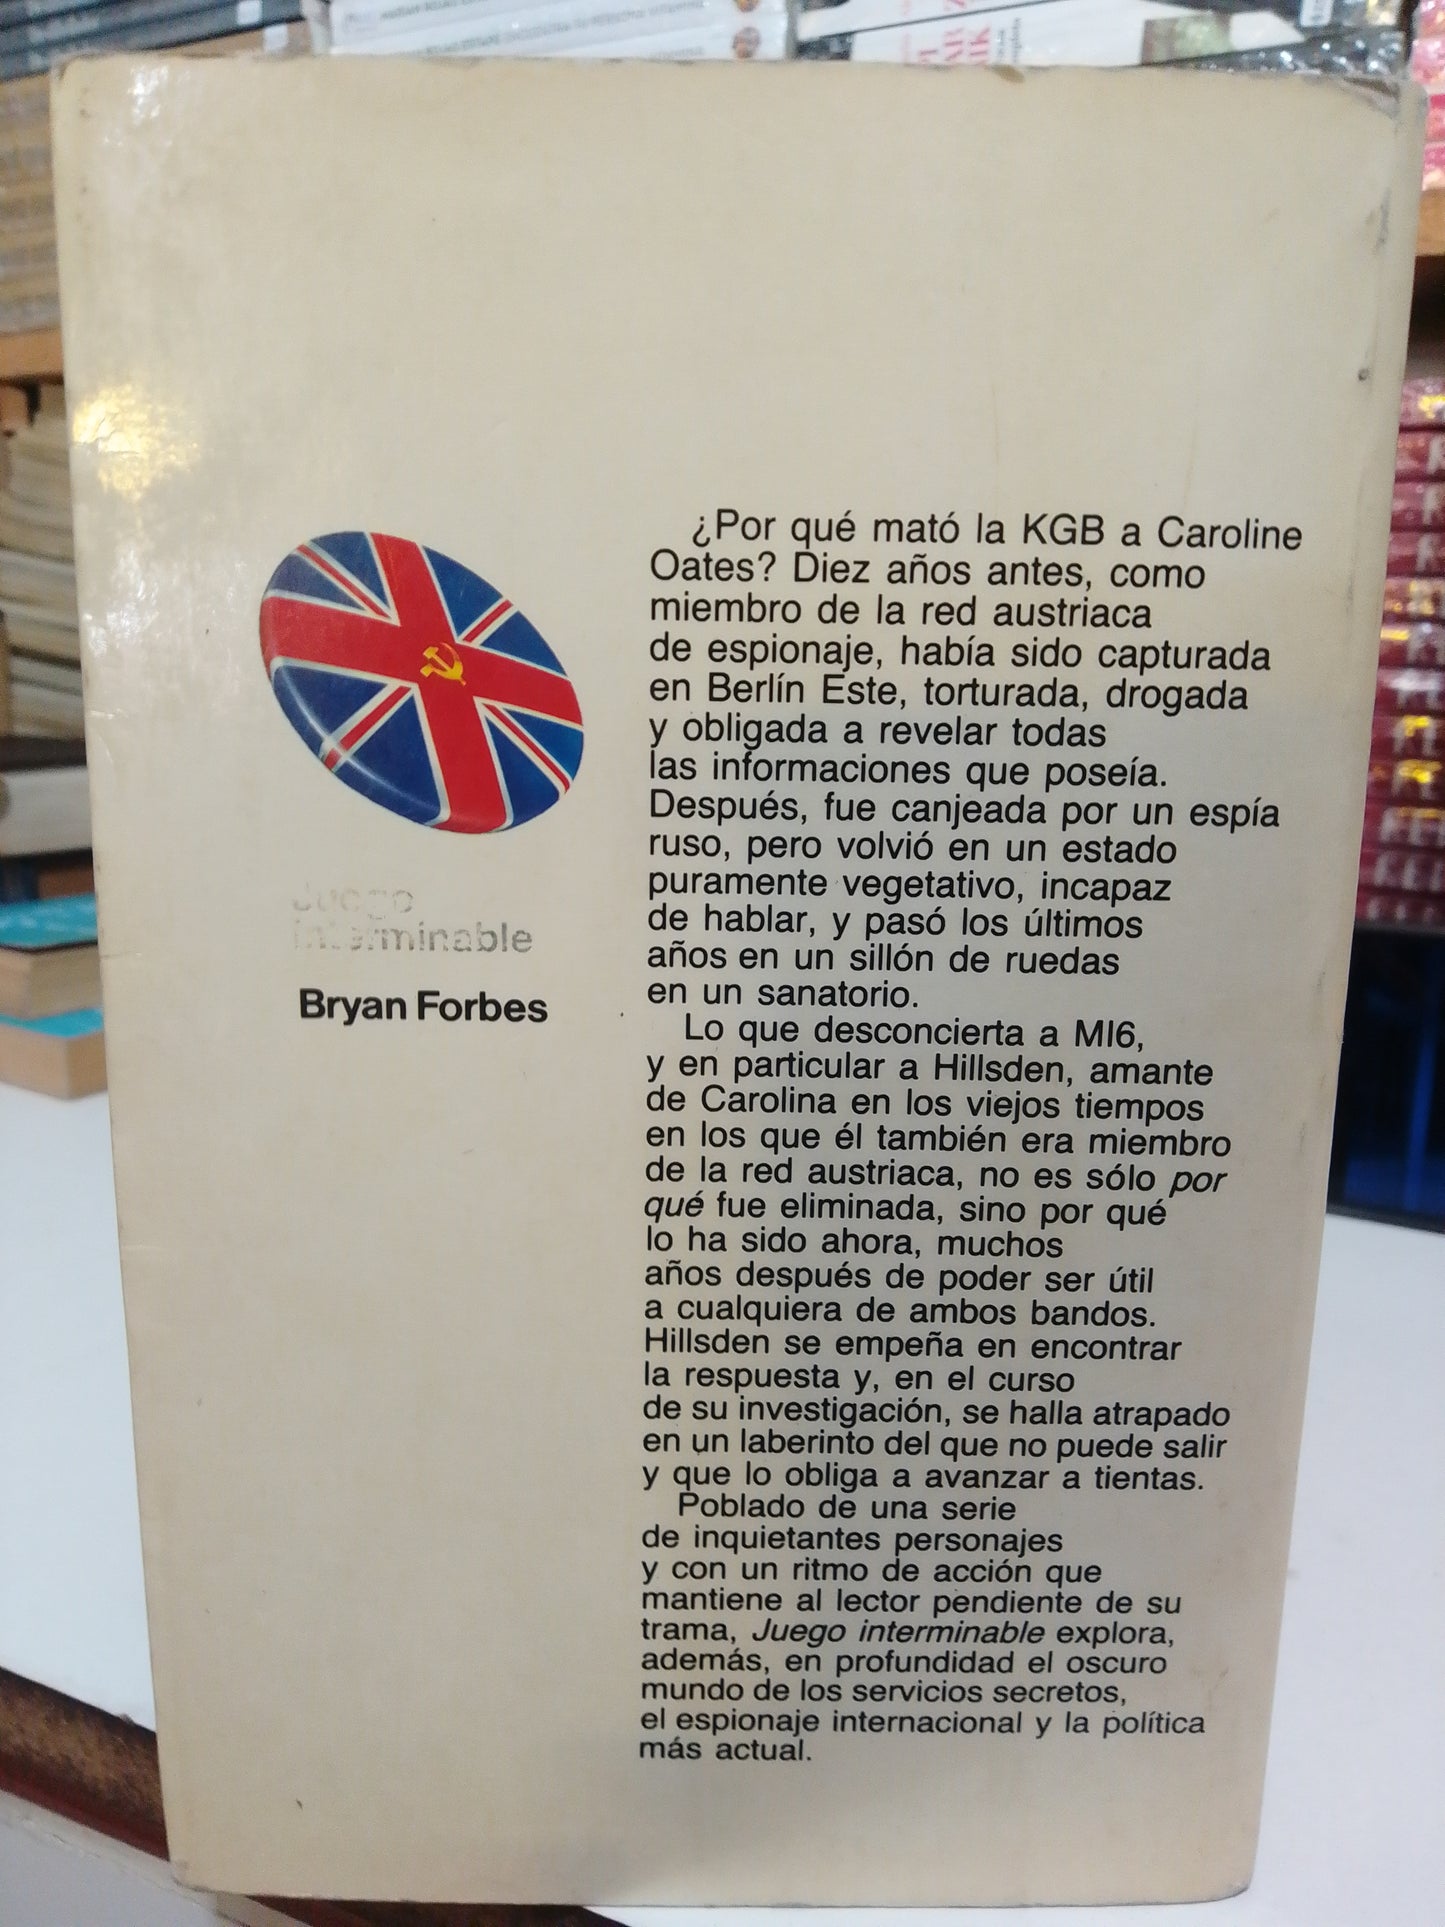 Juego
interminable
Bryan Forbes
¿Por qué mató la KGB a Caroline
Oates? Diez años antes, como
miembro de la red austriaca
de espionaje, había sido capturada
en Berlín Este, torturada, drogada
y obligada a revelar todas
las informaciones que poseía.
Después, fue canjeada por un espía
ruso, pero volvió en un estado
puramente vegetativo, incapaz
de hablar, y pasó los últimos
años en un sillón de ruedas
en un sanatorio.
Lo que desconcierta a MI6,
y en particular a Hillsden, amante
de Carolina en los viejos tiempos
en los que él también era miembro
de la red austriaca, no es sólo por
qué fue eliminada, sino por qué
lo ha sido ahora, muchos
años después de poder ser útil
a cualquiera de ambos bandos.
Hillsden se empeña en encontrar
la respuesta y, en el curso
de su investigación, se halla atrapado
en un laberinto del que no puede salir
y que lo obliga a avanzar a tientas.
Poblado de una serie
de inquietantes personajes
y con un ritmo de acción que
mantiene al lector pendiente de su
trama, Juego interminable explora,
además, en profundidad el oscuro
mundo de los servicios secretos,
el espionaje internacional y la política
más actual.